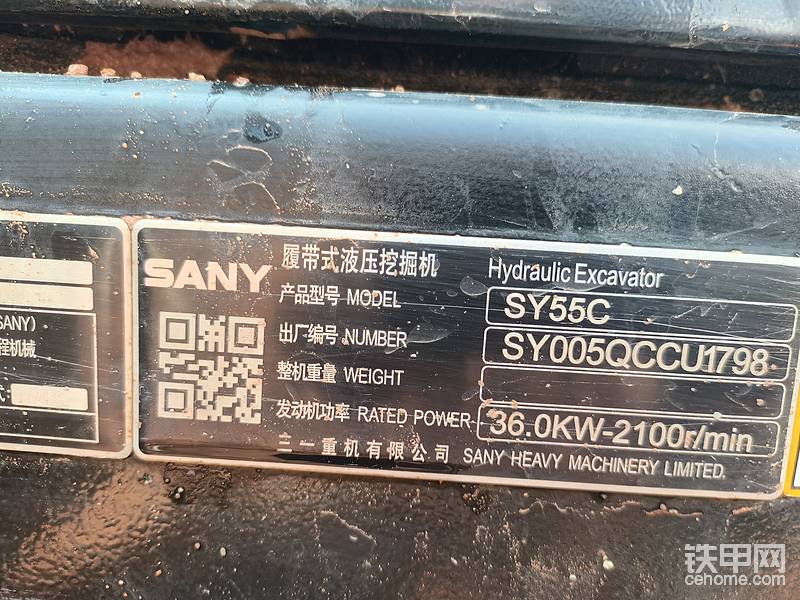 SANY)
程机械
SANY
履带式液压挖掘机 Hydraulic Excavator
产品型号 MODEL SY55C
出厂编号 NUMBER SY005QCCU1798
整机重量 WEIGHT
发动机功率 RATED POWER 36.0KW-2100r/min
三一重机有限公司 SANY HEAVY MACHINERY LIMITED.
铁甲网
cehome.com